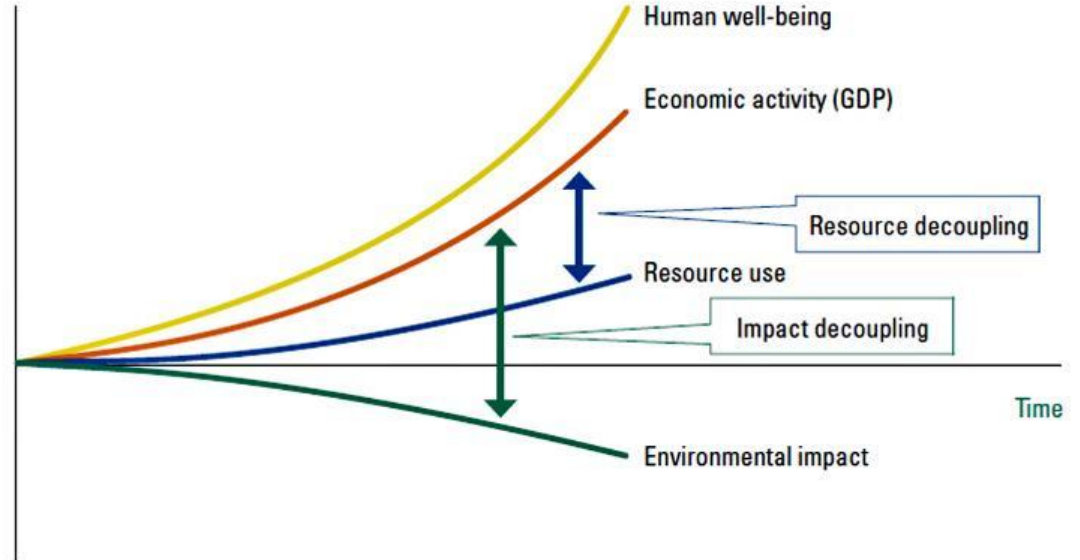 Human well-being
Economic activity (GDP)
Resource decoupling
Resource use
Impact decoupling
Time
Environmental impact